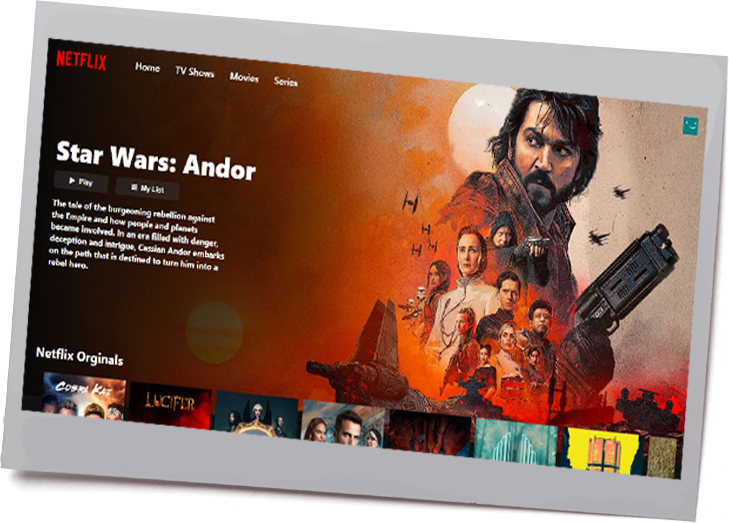 NETFLIX
Home TV Shows Movies Series
Star Wars: Andor
Play My List
The tale of the burgeoning rebellion against
the Empire and how people and planets
became involved. In an era filled with danger,
deception and intrigue, Cassian Andor embarks
on the path that is destined to turn him into a
rebel hero.
Netflix Orginals
COBRA KAI
LUCIFER